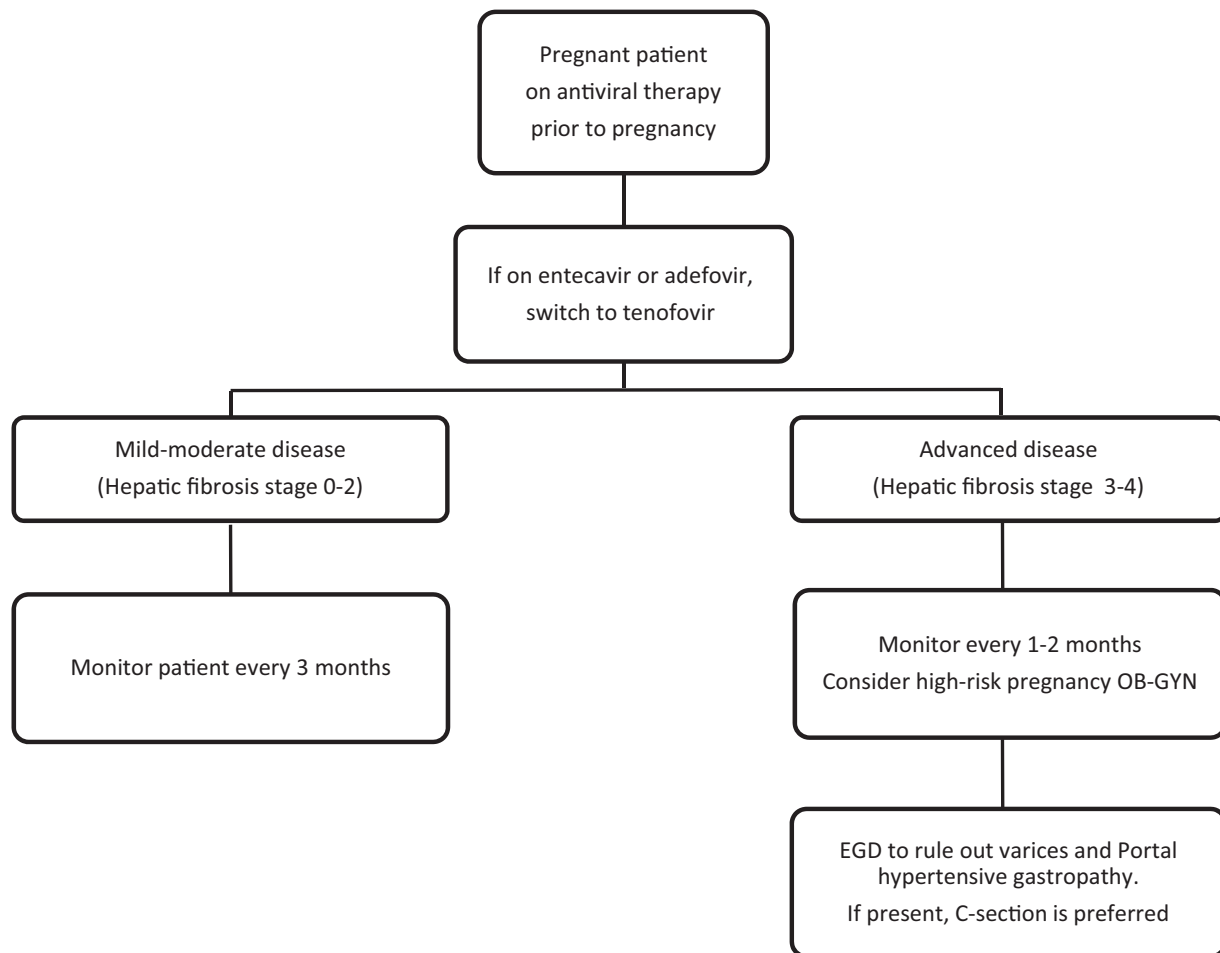 Pregnant patient
on antiviral therapy
prior to pregnancy
If on entecavir or adefovir,
switch to tenofovir
Mild-moderate disease
(Hepatic fibrosis stage 0-2)
Advanced disease
(Hepatic fibrosis stage 3-4)
Monitor patient every 3 months
Monitor every 1-2 months
Consider high-risk pregnancy OB-GYN
EGD to rule out varices and Portal
hypertensive gastropathy.
If present, C-section is preferred